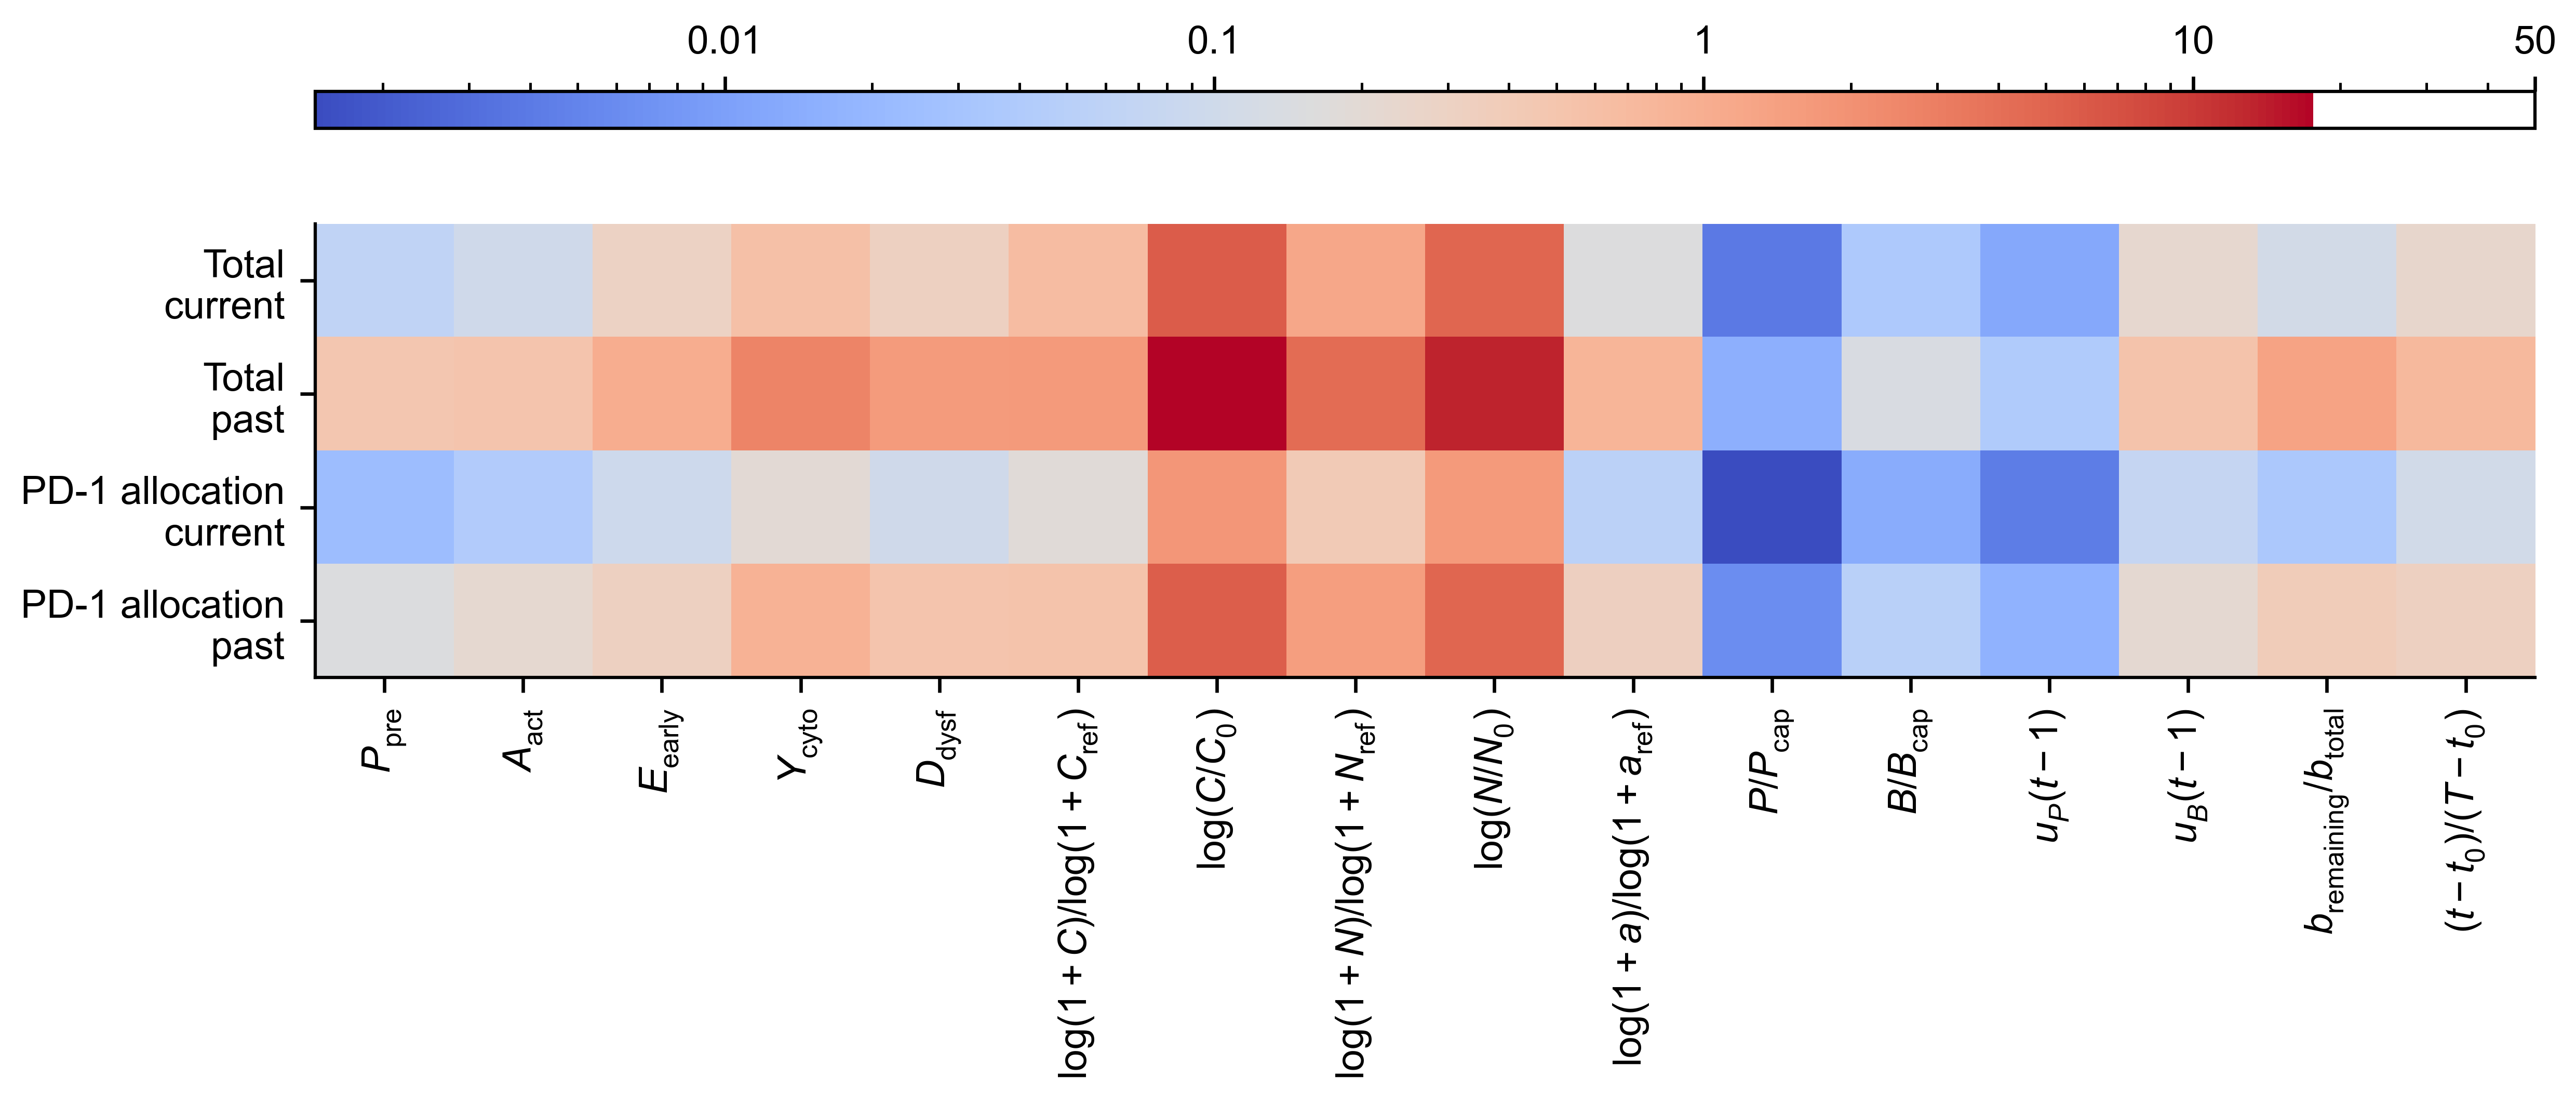 0.01 0.1 1 10 50
Total
current
Total
past
PD-1 allocation
current
PD-1 allocation
past
P_pre
A_act
E_early
Y_cyto
D_dysf
log(1 + C)/log(1 + C_ref)
log(C/C_0)
log(1 + N)/log(1 + N_ref)
log(N/N_0)
log(1 + a)/log(1 + a_ref)
P/P_cap
B/B_cap
u_P(t − 1)
u_B(t − 1)
b_remaining/b_total
(t − t_0)/(T − t_0)